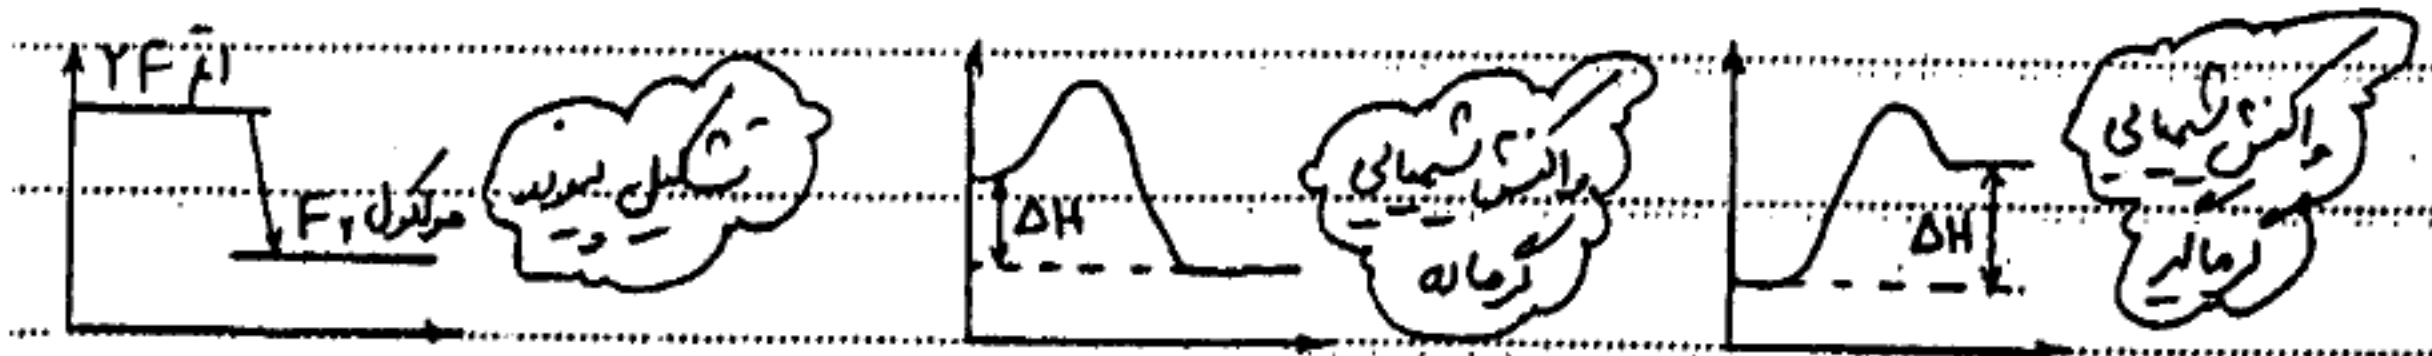 ۲F اتم
مولکول F۲
تشکیل پیوند
ΔH
واکنش شیمیایی
گرماده
ΔH
واکنش شیمیایی
گرماگیر